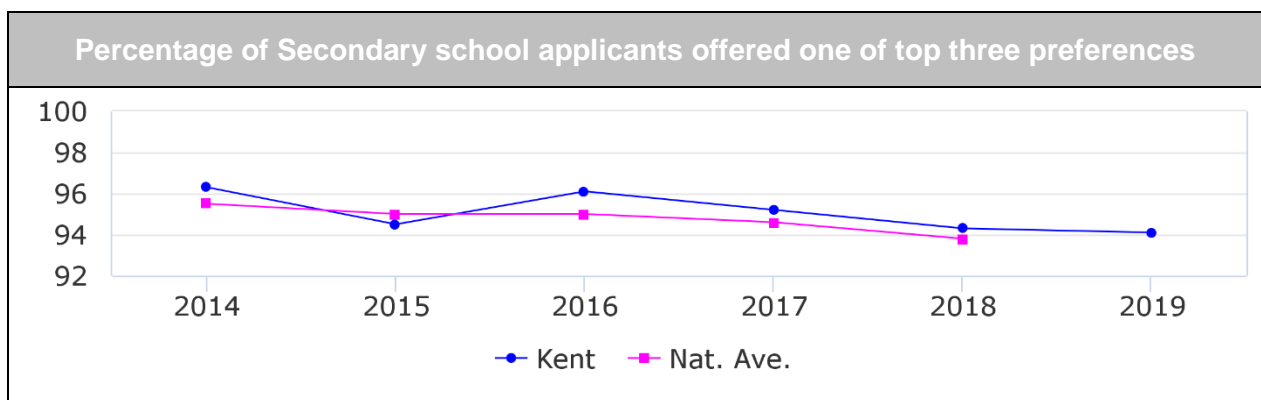 Percentage of Secondary school applicants offered one of top three preferences
100
98
96
94
92
2014 2015 2016 2017 2018 2019
Kent Nat. Ave.